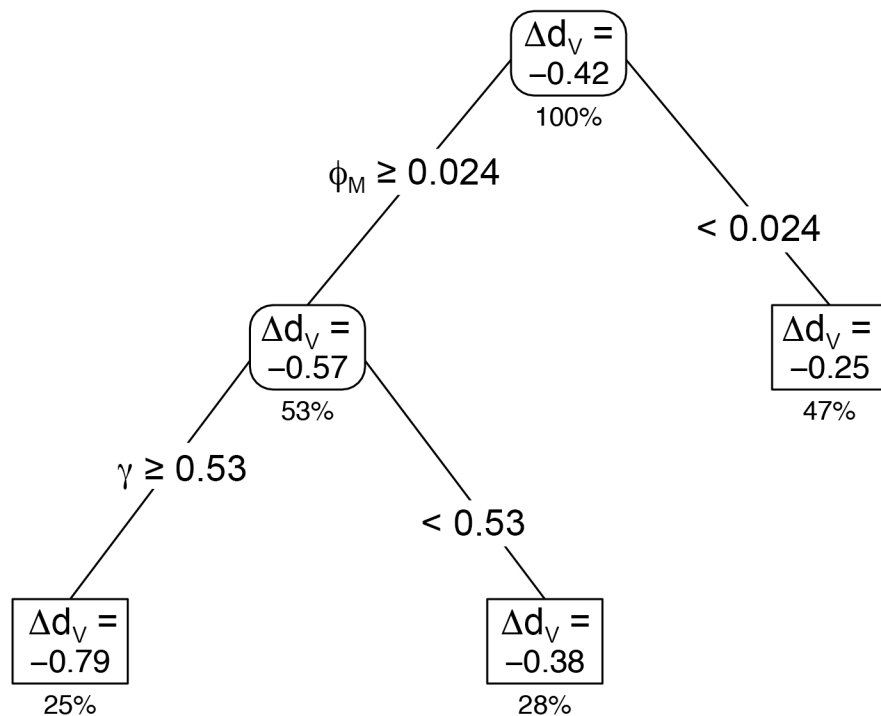 Δd_V =
−0.42
100%
ϕ_M ≥ 0.024
< 0.024
Δd_V =
−0.57
53%
Δd_V =
−0.25
47%
γ ≥ 0.53
< 0.53
Δd_V =
−0.79
25%
Δd_V =
−0.38
28%